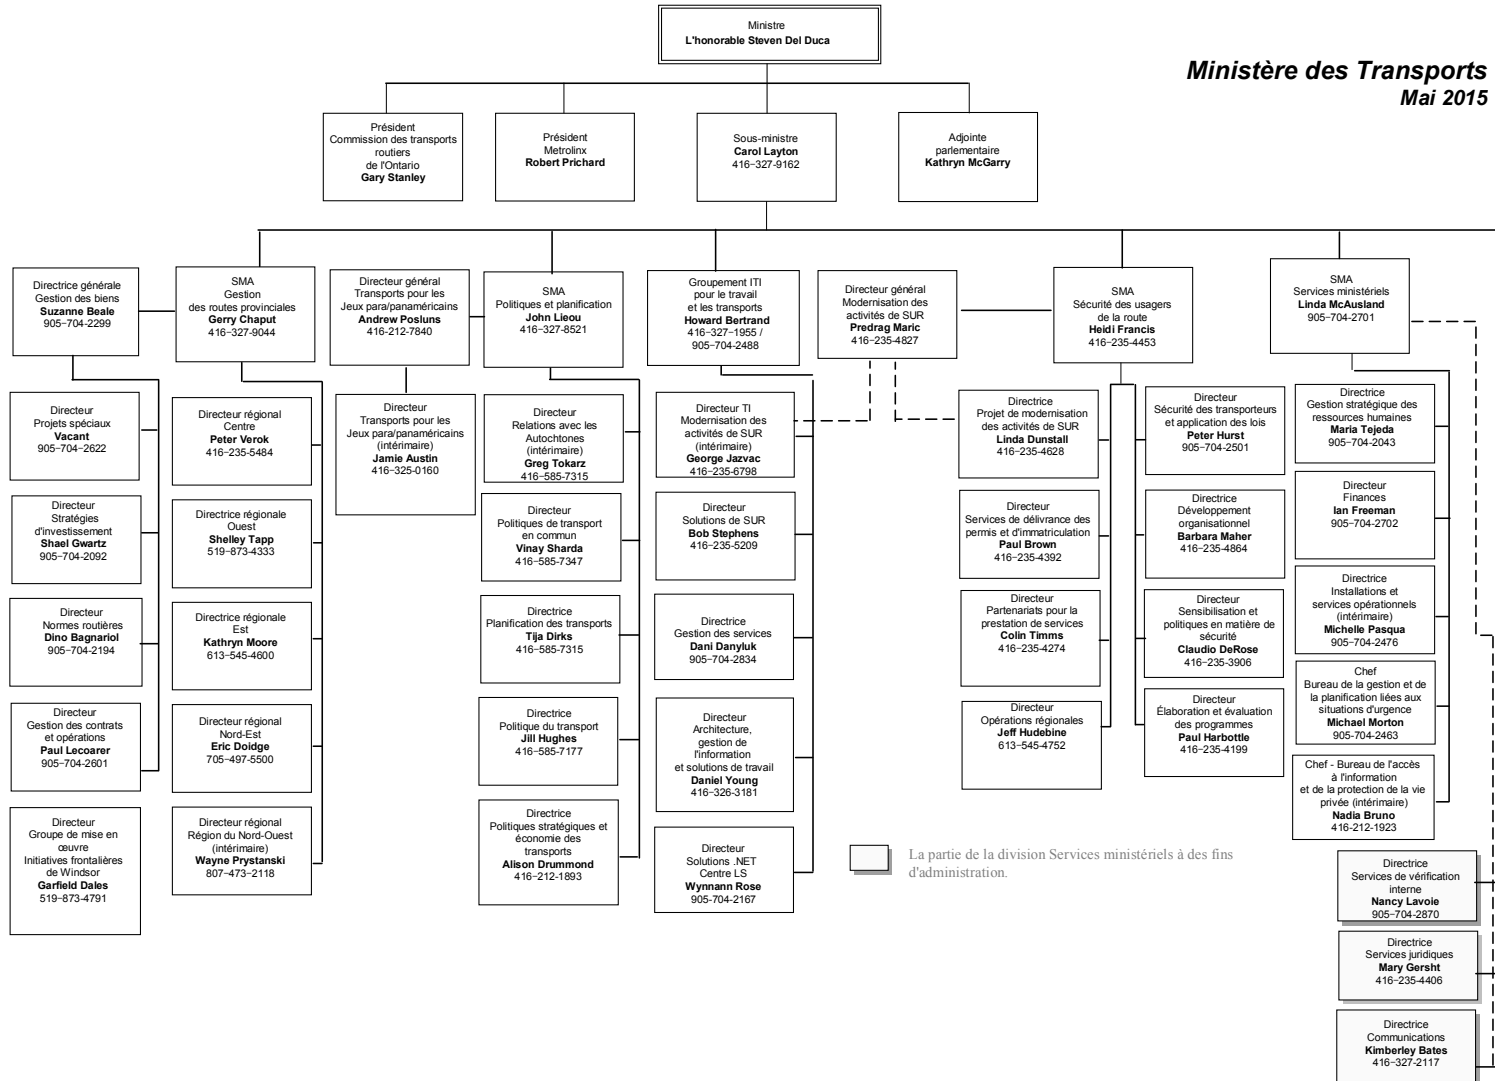 Ministre
L'honorable Steven Del Duca
Ministère des Transports
Mai 2015
Président
Commission des transports
routiers
de l'Ontario
Gary Stanley
Président
Metrolinx
Robert Prichard
Sous-ministre
Carol Layton
416-327-9162
Adjointe
parlementaire
Kathryn McGarry
Directrice générale
Gestion des biens
Suzanne Beale
905-704-2299
SMA
Gestion
des routes provinciales
Gerry Chaput
416-327-9044
Directeur général
Transports pour les
Jeux para/panaméricains
Andrew Posluns
416-212-7840
SMA
Politiques et planification
John Lieou
416-327-8521
Groupement ITI
pour le travail
et les transports
Howard Bertrand
416-327-1955 /
905-704-2488
Directeur général
Modernisation des
activités de SUR
Predrag Maric
416-235-4827
SMA
Sécurité des usagers
de la route
Heidi Francis
416-235-4453
SMA
Services ministériels
Linda McAusland
905-704-2701
Directeur
Projets spéciaux
Vacant
905-704-2622
Directeur
Stratégies
d'investissement
Shael Gwartz
905-704-2092
Directeur
Normes routières
Dino Bagnariol
905-704-2194
Directeur
Gestion des contrats
et opérations
Paul Lecoarer
905-704-2601
Directeur
Groupe de mise en
œuvre
Initiatives frontalières
de Windsor
Garfield Dales
519-873-4791
Directeur régional
Centre
Peter Verok
416-235-5484
Directrice régionale
Ouest
Shelley Tapp
519-873-4333
Directrice régionale
Est
Kathryn Moore
613-545-4600
Directeur régional
Nord-Est
Eric Doidge
705-497-5500
Directeur régional
Région du Nord-Ouest
(intérimaire)
Wayne Prystanski
807-473-2118
Directeur
Transports pour les
Jeux para/panaméricains
(intérimaire)
Jamie Austin
416-325-0160
Directeur
Relations avec les
Autochtones
(intérimaire)
Greg Tokarz
416-585-7315
Directeur
Politiques de transport
en commun
Vinay Sharda
416-585-7347
Directrice
Planification des transports
Tija Dirks
416-585-7315
Directrice
Politique du transport
Jill Hughes
416-585-7177
Directrice
Politiques stratégiques et
économie des
transports
Alison Drummond
416-212-1893
Directeur TI
Modernisation des
activités de SUR
(intérimaire)
George Jazvac
416-235-6798
Directeur
Solutions de SUR
Bob Stephens
416-235-5209
Directrice
Gestion des services
Dani Danyluk
905-704-2834
Directeur
Architecture,
gestion de
l'information
et solutions de travail
Daniel Young
416-326-3181
Directeur
Solutions .NET
Centre LS
Wynnann Rose
905-704-2167
Directrice
Projet de modernisation
des activités de SUR
Linda Dunstall
416-235-4628
Directeur
Services de délivrance des
permis et d'immatriculation
Paul Brown
416-235-4392
Directeur
Partenariats pour la
prestation de services
Colin Timms
416-235-4274
Directeur
Opérations régionales
Jeff Hudebine
613-545-4752
Directeur
Sécurité des transporteurs
et application des lois
Peter Hurst
905-704-2501
Directrice
Développement
organisationnel
Barbara Maher
416-235-4864
Directeur
Sensibilisation et
politiques en matière de
sécurité
Claudio DeRose
416-235-3906
Directeur
Élaboration et évaluation
des programmes
Paul Harbottle
416-235-4199
Directrice
Gestion stratégique des
ressources humaines
Maria Tejeda
905-704-2043
Directeur
Finances
Ian Freeman
905-704-2702
Directrice
Installations et
services opérationnels
(intérimaire)
Michelle Pasqua
905-704-2476
Chef
Bureau de la gestion et de
la planification liées aux
situations d'urgence
Michael Morton
905-704-2463
Chef - Bureau de l'accès
à l'information
et de la protection de la vie
privée (intérimaire)
Nadia Bruno
416-212-1923
La partie de la division Services ministériels à des fins
d'administration.
Directrice
Services de vérification
interne
Nancy Lavoie
905-704-2870
Directrice
Services juridiques
Mary Gersht
416-235-4406
Directrice
Communications
Kimberley Bates
416-327-2117